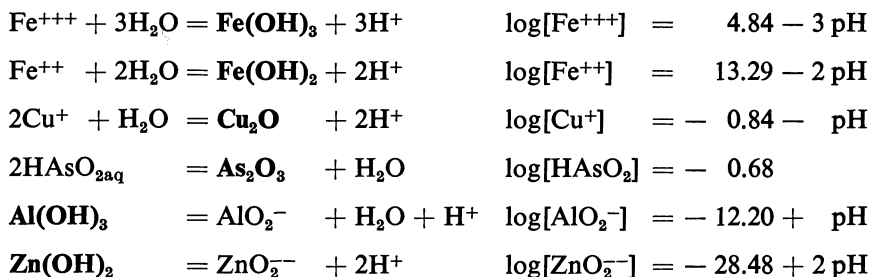 Fe⁺⁺⁺ + 3H₂O = Fe(OH)₃ + 3H⁺ log[Fe⁺⁺⁺] = 4.84 − 3 pH
Fe⁺⁺ + 2H₂O = Fe(OH)₂ + 2H⁺ log[Fe⁺⁺] = 13.29 − 2 pH
2Cu⁺ + H₂O = Cu₂O + 2H⁺ log[Cu⁺] = − 0.84 − pH
2HAsO₂ₐq = As₂O₃ + H₂O log[HAsO₂] = − 0.68
Al(OH)₃ = AlO₂⁻ + H₂O + H⁺ log[AlO₂⁻] = − 12.20 + pH
Zn(OH)₂ = ZnO₂⁻⁻ + 2H⁺ log[ZnO₂⁻⁻] = − 28.48 + 2 pH